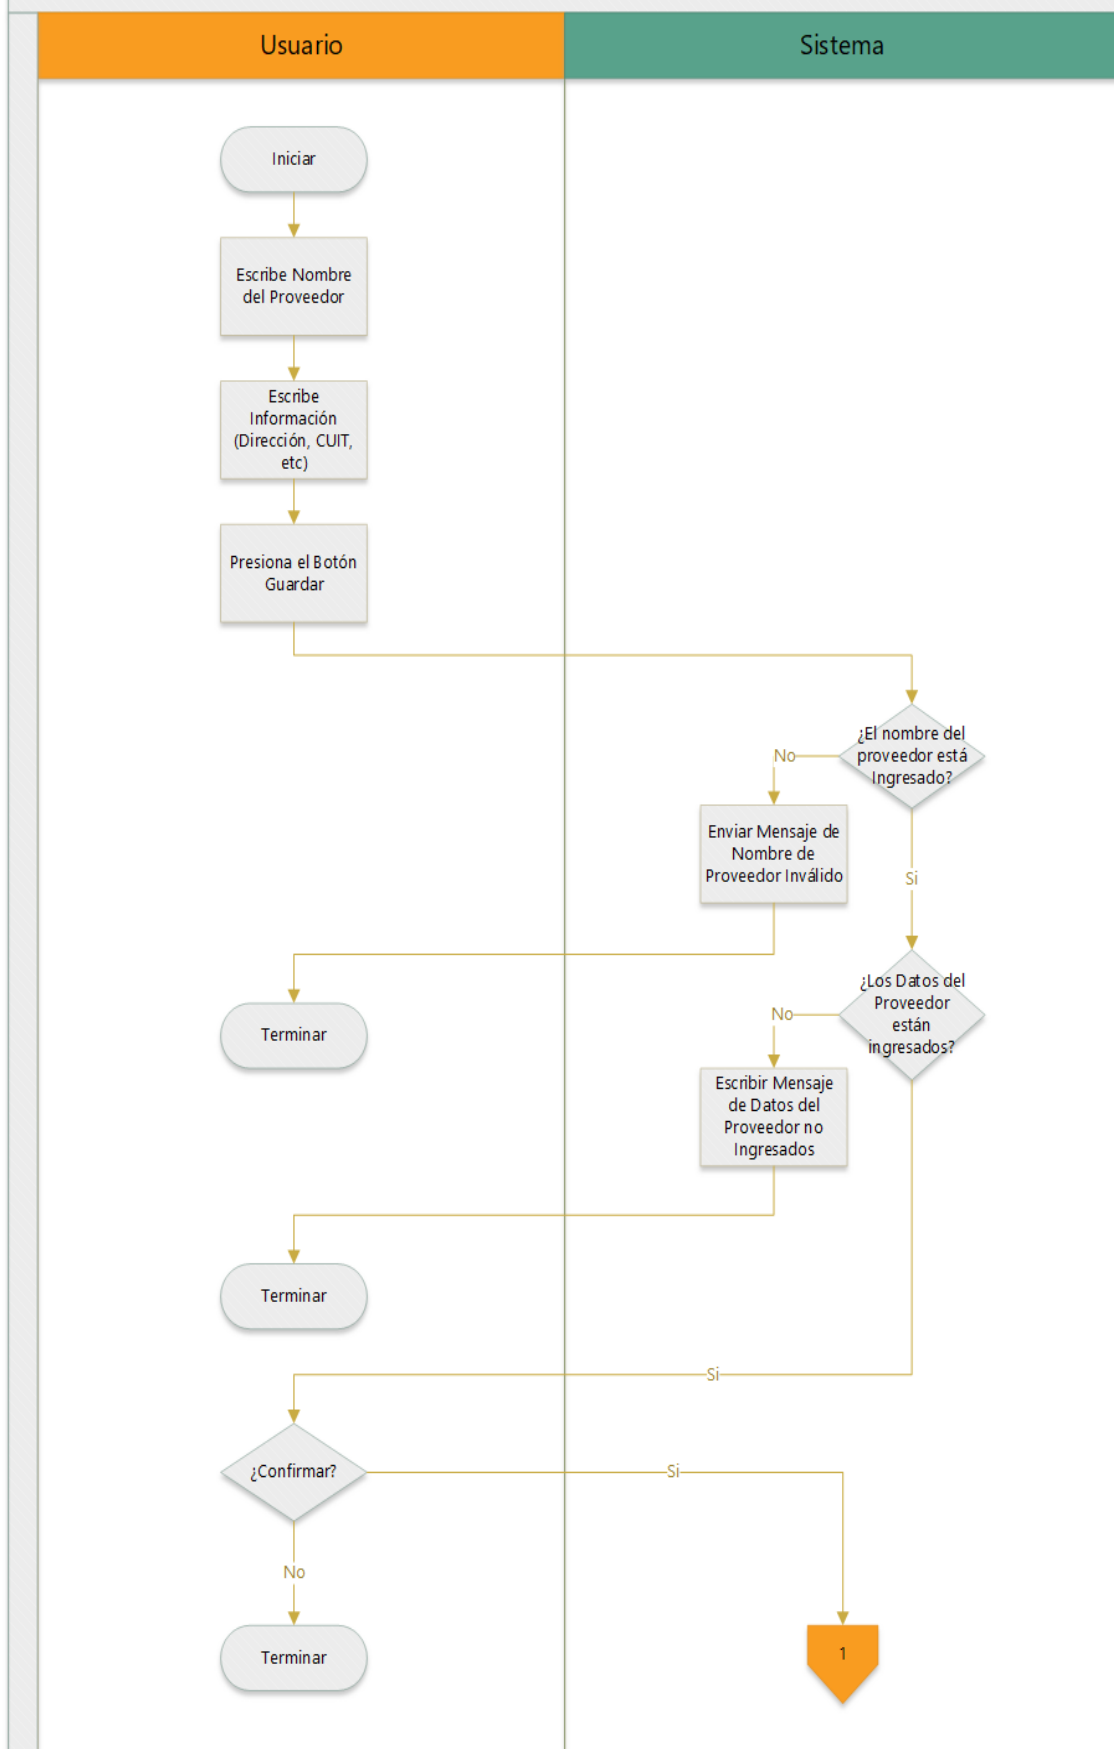 Usuario
Sistema
Iniciar
Escribe Nombre
del Proveedor
Escribe
Información
(Dirección, CUIT,
etc)
Presiona el Botón
Guardar
¿El nombre del
proveedor está
Ingresado?
No
Enviar Mensaje de
Nombre de
Proveedor Inválido
Si
Terminar
¿Los Datos del
Proveedor
están
ingresados?
No
Escribir Mensaje
de Datos del
Proveedor no
Ingresados
Terminar
Si
¿Confirmar?
Si
No
Terminar
1